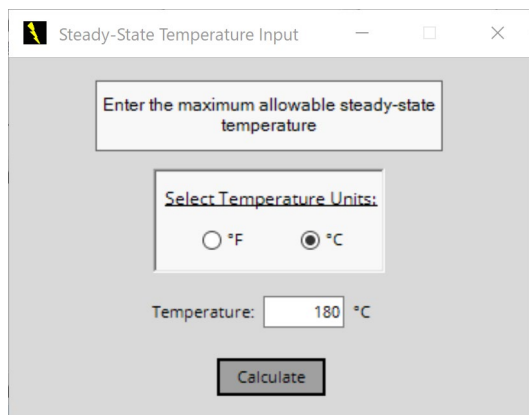 Steady-State Temperature Input
Enter the maximum allowable steady-state
temperature
Select Temperature Units:
°F °C
Temperature: 180 °C
Calculate